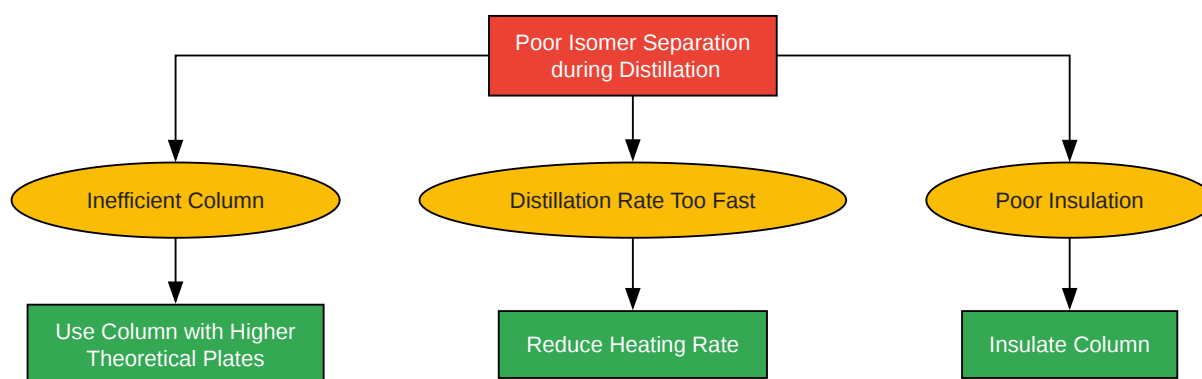 Poor Isomer Separation
during Distillation
Inefficient Column
Distillation Rate Too Fast
Poor Insulation
Use Column with Higher
Theoretical Plates
Reduce Heating Rate
Insulate Column